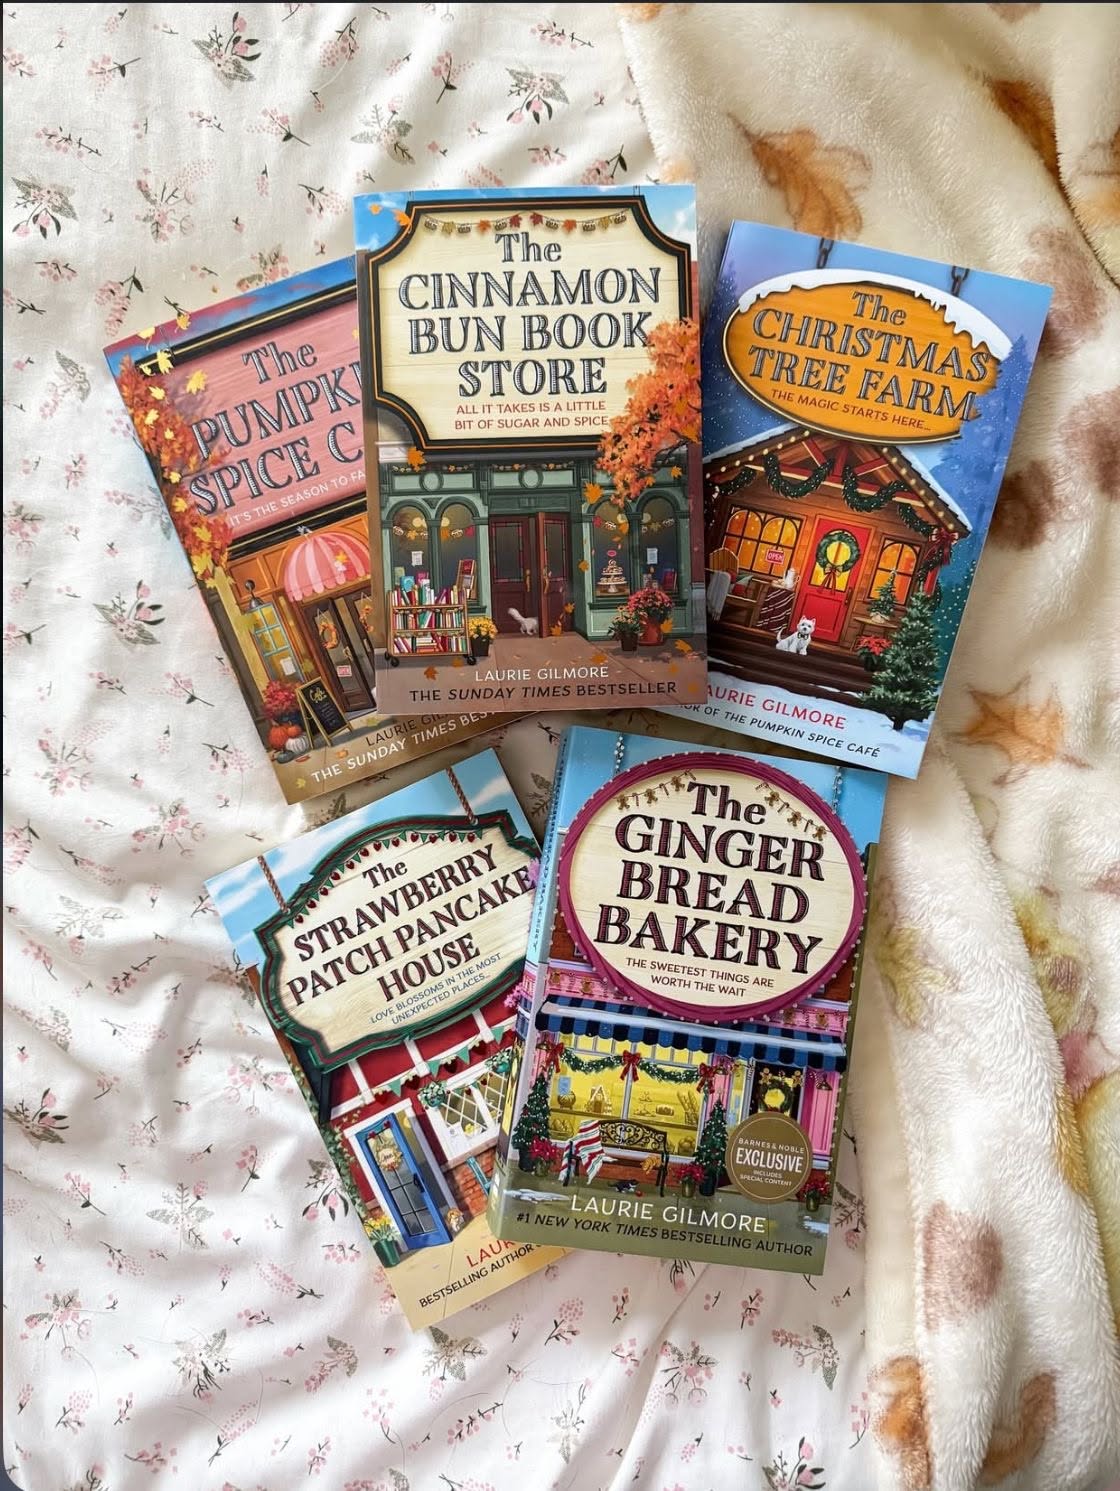 The
PUMPKI
SPICE C
IT'S THE SEASON TO FA
LAURIE GIL
THE SUNDAY TIMES BEST
The
CINNAMON
BUN BOOK
STORE
ALL IT TAKES IS A LITTLE
BIT OF SUGAR AND SPICE
LAURIE GILMORE
THE SUNDAY TIMES BESTSELLER
The
CHRISTMAS
TREE FARM
THE MAGIC STARTS HERE...
OPEN
AURIE GILMORE
OR OF THE PUMPKIN SPICE CAFÉ
The
STRAWBERRY
PATCH PANCAKE
HOUSE
LOVE BLOSSOMS IN THE MOST
UNEXPECTED PLACES...
LAUR
BESTSELLING AUTHOR
The
GINGER
BREAD
BAKERY
THE SWEETEST THINGS ARE
WORTH THE WAIT
BARNES & NOBLE
EXCLUSIVE
INCLUDES
SPECIAL CONTENT
LAURIE GILMORE
#1 NEW YORK TIMES BESTSELLING AUTHOR